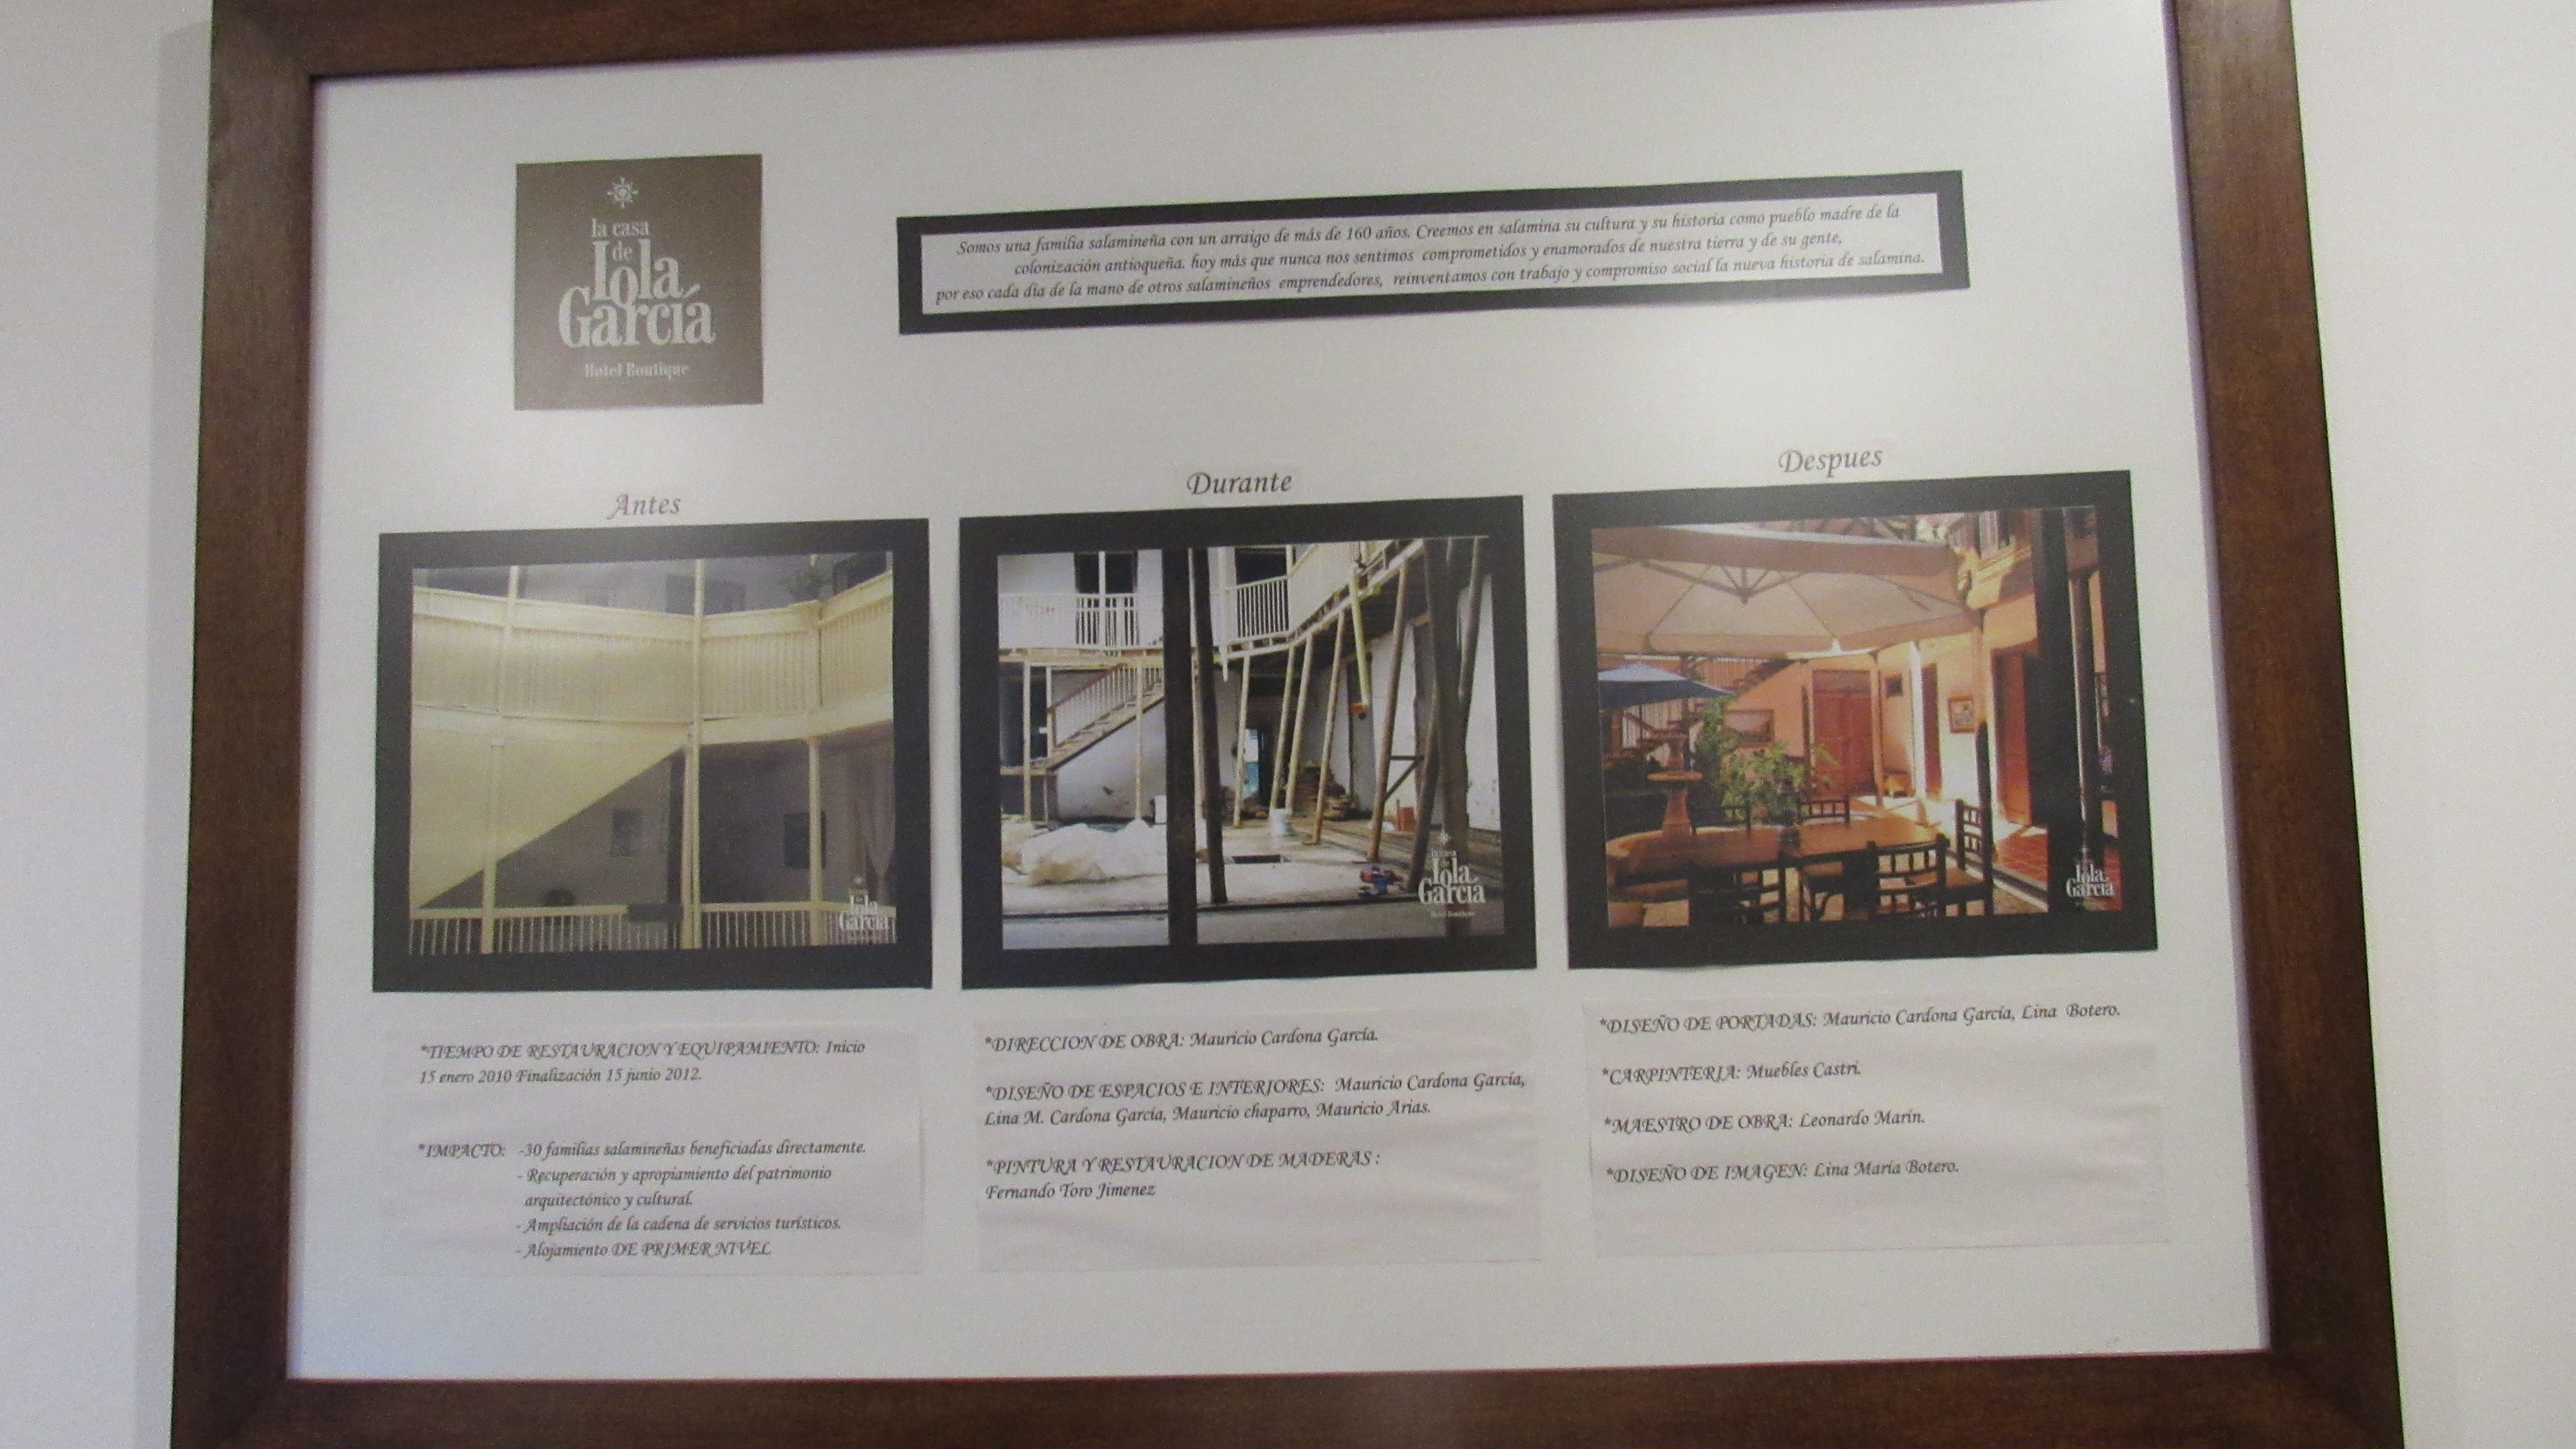 la casa
de
Lola
García
Hotel Boutique
Somos una familia salamineña con un arraigo de más de 160 años. Creemos en salamina su cultura y su historia como pueblo madre de la
colonización antioqueña. hoy más que nunca nos sentimos comprometidos y enamorados de nuestra tierra y de su gente,
por eso cada día de la mano de otros salamineños emprendedores, reinventamos con trabajo y compromiso social la nueva historia de salamina.
Antes
Durante
Despues
Lola
García
la casa
de
Lola
García
Hotel Boutique
Lola
García
*TIEMPO DE RESTAURACION Y EQUIPAMIENTO: Inicio
15 enero 2010 Finalización 15 junio 2012.
*IMPACTO: -30 familias salamineñas beneficiadas directamente.
- Recuperación y apropiamiento del patrimonio
arquitectónico y cultural.
- Ampliación de la cadena de servicios turísticos.
- Alojamiento DE PRIMER NIVEL
*DIRECCION DE OBRA: Mauricio Cardona García.
*DISEÑO DE ESPACIOS E INTERIORES: Mauricio Cardona García,
Lina M. Cardona García, Mauricio chaparro, Mauricio Arias.
*PINTURA Y RESTAURACION DE MADERAS :
Fernando Toro Jimenez
*DISEÑO DE PORTADAS: Mauricio Cardona García, Lina Botero.
*CARPINTERIA: Muebles Castri.
*MAESTRO DE OBRA: Leonardo Marín.
*DISEÑO DE IMAGEN: Lina María Botero.